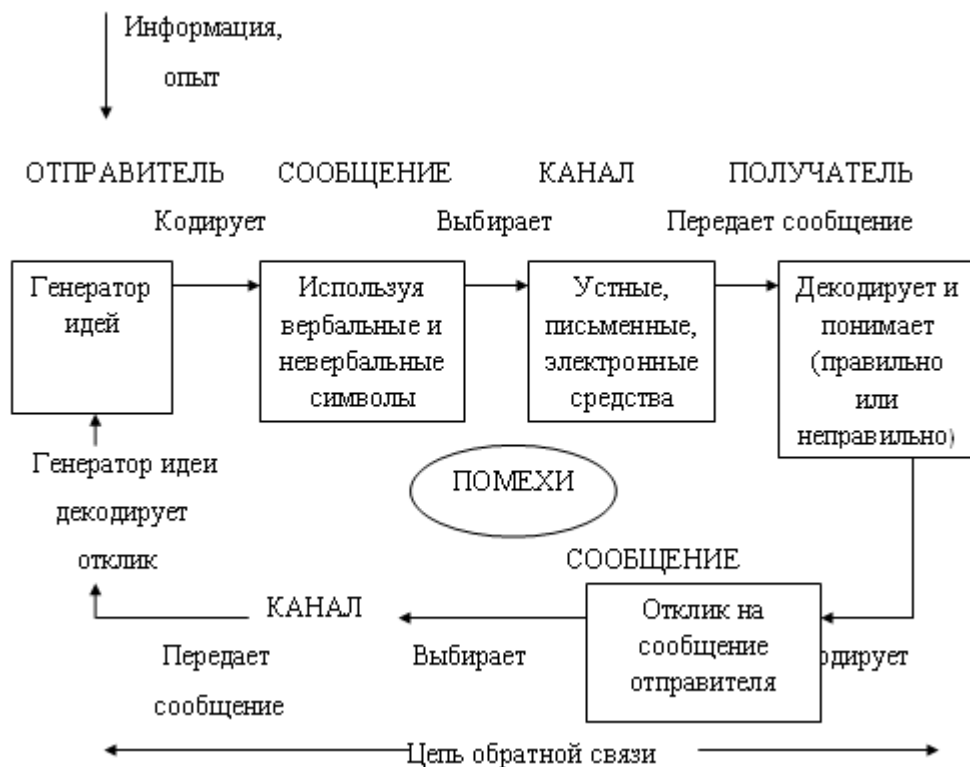 Информация,
опыт
ОТПРАВИТЕЛЬ СООБЩЕНИЕ КАНАЛ ПОЛУЧАТЕЛЬ
Кодирует Выбирает Передает сообщение
Генератор
идей
Используя
вербальные и
невербальные
символы
Устные,
письменные,
электронные
средства
Декодирует и
понимает
(правильно
или
неправильно)
Генератор идеи
декодирует
отклик
ПОМЕХИ
СООБЩЕНИЕ
КАНАЛ
Отклик на
сообщение
отправителя
Передает
сообщение
Выбирает
одирует
Цепь обратной связи